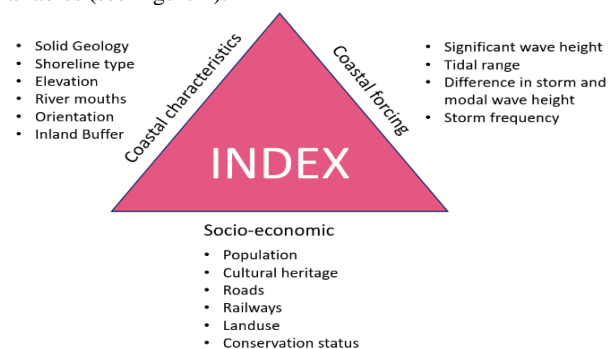 • Solid Geology
• Shoreline type
• Elevation
• River mouths
• Orientation
• Inland Buffer
Coastal characteristics
Coastal forcing
• Significant wave height
• Tidal range
• Difference in storm and
modal wave height
• Storm frequency
INDEX
Socio-economic
• Population
• Cultural heritage
• Roads
• Railways
• Landuse
• Conservation status